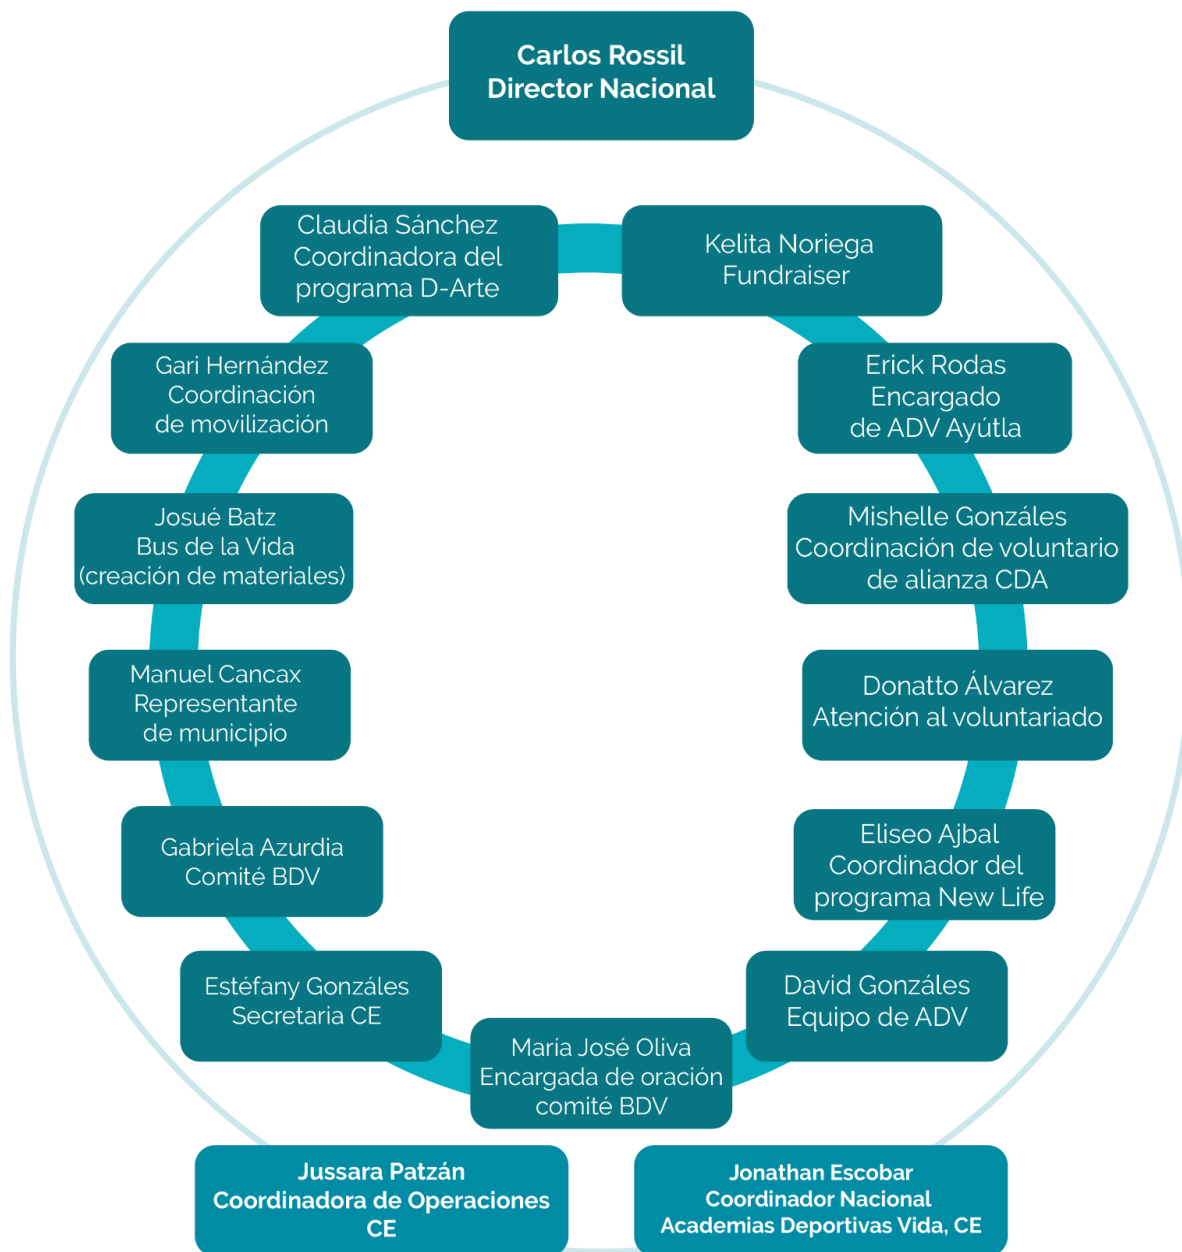 Carlos Rossil
Director Nacional
Claudia Sánchez
Coordinadora del
programa D-Arte
Kelita Noriega
Fundraiser
Gari Hernández
Coordinación
de movilización
Erick Rodas
Encargado
de ADV Ayútla
Josué Batz
Bus de la Vida
(creación de materiales)
Mishelle Gonzáles
Coordinación de voluntario
de alianza CDA
Manuel Cancax
Representante
de municipio
Donatto Álvarez
Atención al voluntariado
Gabriela Azurdia
Comité BDV
Eliseo Ajbal
Coordinador del
programa New Life
Estéfany Gonzáles
Secretaria CE
David Gonzáles
Equipo de ADV
María José Oliva
Encargada de oración
comité BDV
Jussara Patzán
Coordinadora de Operaciones
CE
Jonathan Escobar
Coordinador Nacional
Academias Deportivas Vida, CE